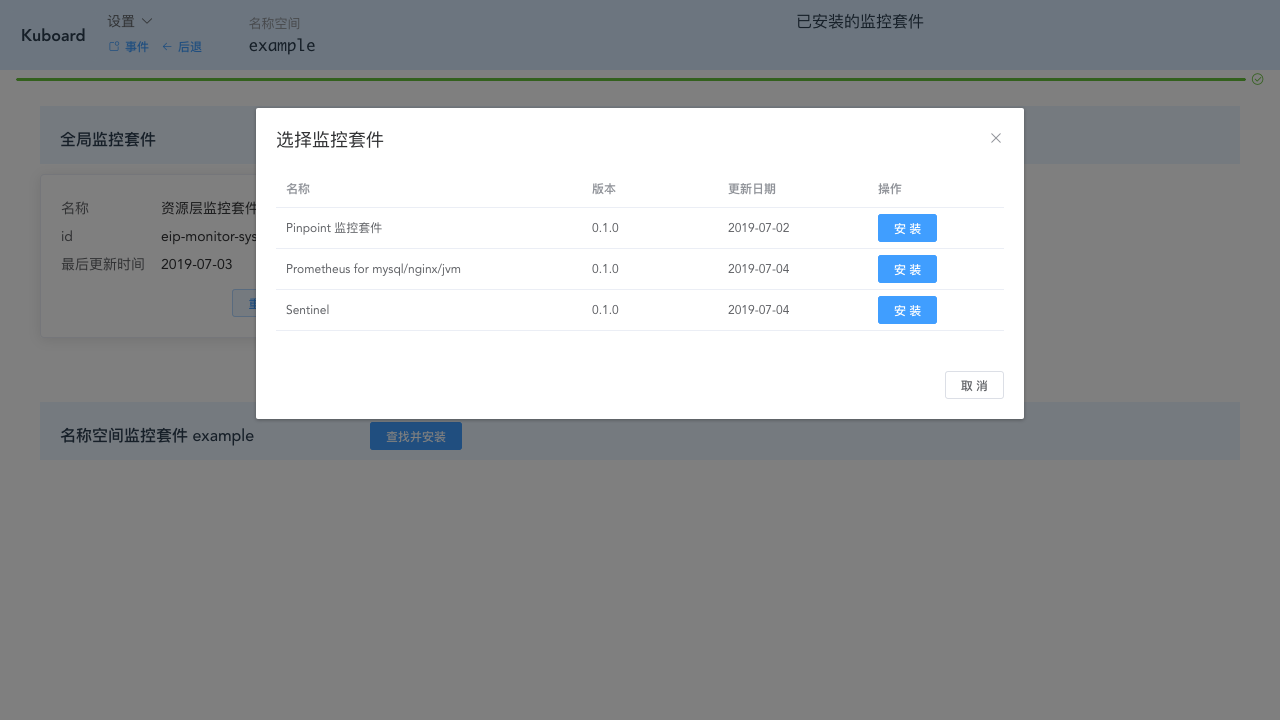 Kuboard
设置
事件 后退
名称空间
example
已安装的监控套件
全局监控套件
名称 资源层监控套件
id eip-monitor-sys
最后更新时间 2019-07-03
选择监控套件
名称 版本 更新日期 操作
Pinpoint 监控套件 0.1.0 2019-07-02 安 装
Prometheus for mysql/nginx/jvm 0.1.0 2019-07-04 安 装
Sentinel 0.1.0 2019-07-04 安 装
取 消
名称空间监控套件 example 查找并安装